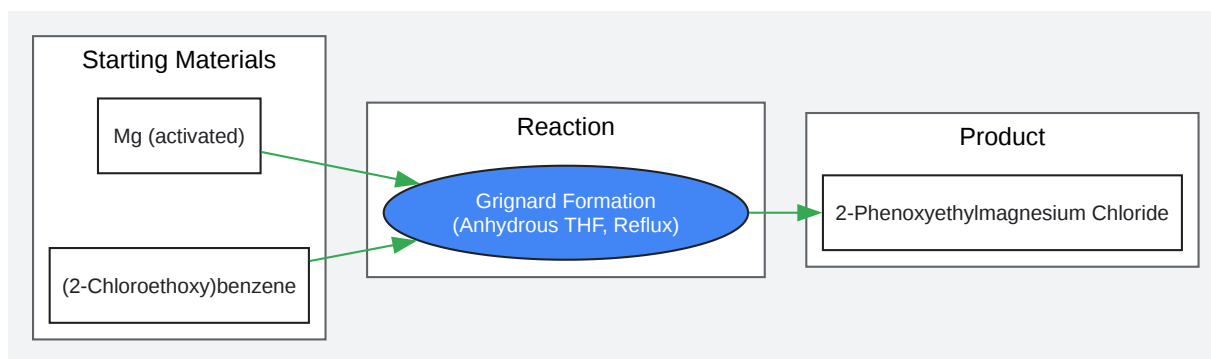 Starting Materials
Mg (activated)
(2-Chloroethoxy)benzene
Reaction
Grignard Formation
(Anhydrous THF, Reflux)
Product
2-Phenoxyethylmagnesium Chloride